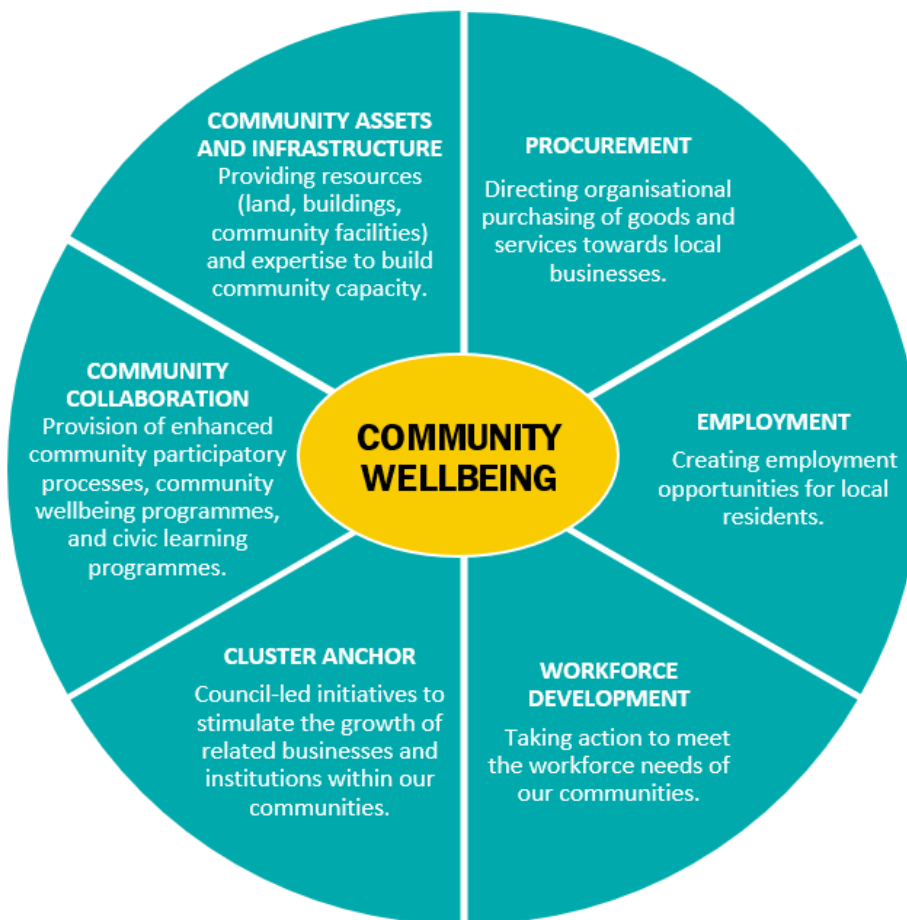 COMMUNITY ASSETS
AND INFRASTRUCTURE
Providing resources
(land, buildings,
community facilities)
and expertise to build
community capacity.
PROCUREMENT
Directing organisational
purchasing of goods and
services towards local
businesses.
EMPLOYMENT
Creating employment
opportunities for local
residents.
WORKFORCE
DEVELOPMENT
Taking action to meet
the workforce needs of
our communities.
CLUSTER ANCHOR
Council-led initiatives to
stimulate the growth of
related businesses and
institutions within our
communities.
COMMUNITY
COLLABORATION
Provision of enhanced
community participatory
processes, community
wellbeing programmes,
and civic learning
programmes.
COMMUNITY
WELLBEING